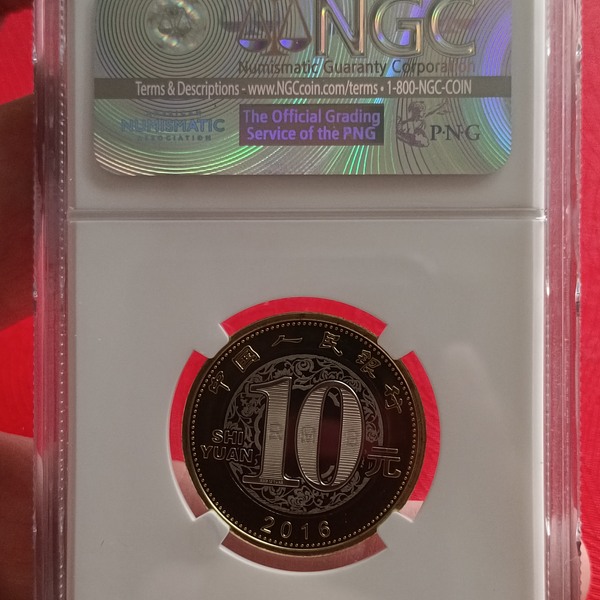 NGC
Numismatic Guaranty Corporation
Terms & Descriptions - www.NGCcoin.com/terms • 1-800-NGC-COIN
NUMISMATIC
ASSOCIATION
The Official Grading
Service of the PNG
P·N·G
中国人民银行
10
SHI
YUAN
元
2016